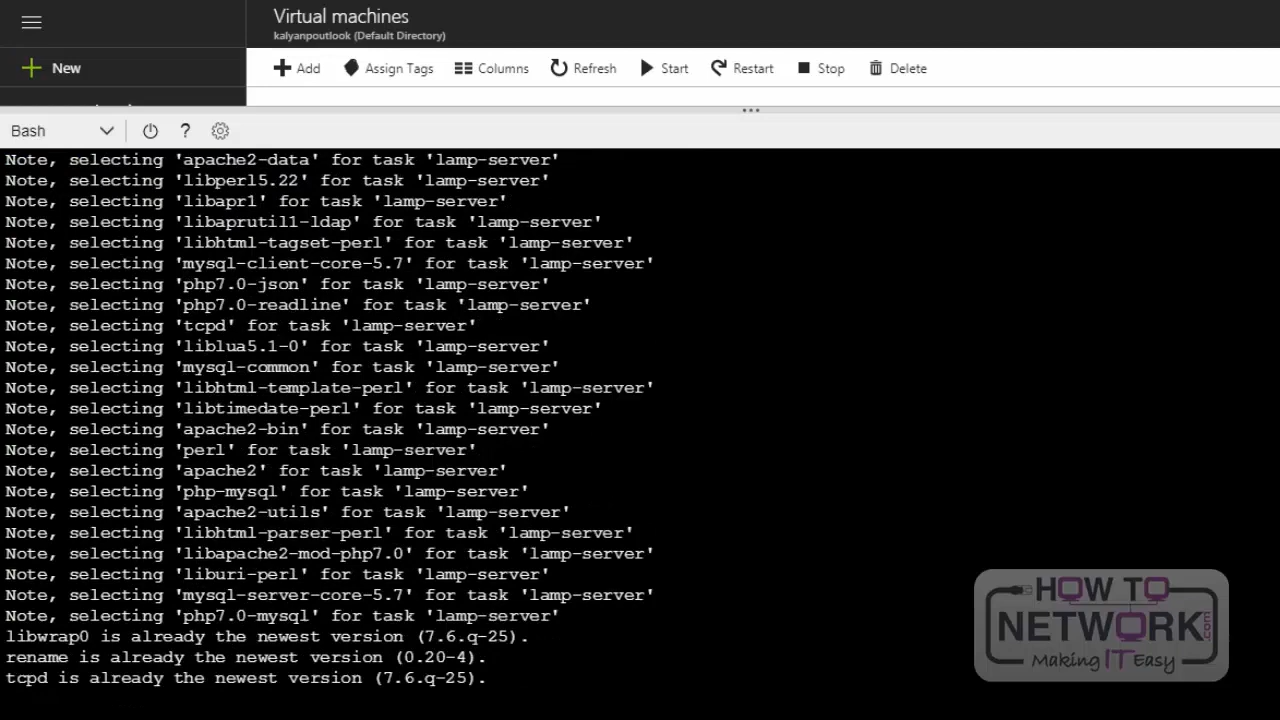 Virtual machines
kalyanpoutlook (Default Directory)
New
Add Assign Tags Columns Refresh Start Restart Stop Delete
Bash ?
Note, selecting 'apache2-data' for task 'lamp-server'
Note, selecting 'libperl5.22' for task 'lamp-server'
Note, selecting 'libapr1' for task 'lamp-server'
Note, selecting 'libaprutil1-ldap' for task 'lamp-server'
Note, selecting 'libhtml-tagset-perl' for task 'lamp-server'
Note, selecting 'mysql-client-core-5.7' for task 'lamp-server'
Note, selecting 'php7.0-json' for task 'lamp-server'
Note, selecting 'php7.0-readline' for task 'lamp-server'
Note, selecting 'tcpd' for task 'lamp-server'
Note, selecting 'liblua5.1-0' for task 'lamp-server'
Note, selecting 'mysql-common' for task 'lamp-server'
Note, selecting 'libhtml-template-perl' for task 'lamp-server'
Note, selecting 'libtimedate-perl' for task 'lamp-server'
Note, selecting 'apache2-bin' for task 'lamp-server'
Note, selecting 'perl' for task 'lamp-server'
Note, selecting 'apache2' for task 'lamp-server'
Note, selecting 'php-mysql' for task 'lamp-server'
Note, selecting 'apache2-utils' for task 'lamp-server'
Note, selecting 'libhtml-parser-perl' for task 'lamp-server'
Note, selecting 'libapache2-mod-php7.0' for task 'lamp-server'
Note, selecting 'liburi-perl' for task 'lamp-server'
Note, selecting 'mysql-server-core-5.7' for task 'lamp-server'
Note, selecting 'php7.0-mysql' for task 'lamp-server'
libwrap0 is already the newest version (7.6.q-25).
rename is already the newest version (0.20-4).
tcpd is already the newest version (7.6.q-25).
HOW TO
NETWORK.com
Making IT Easy